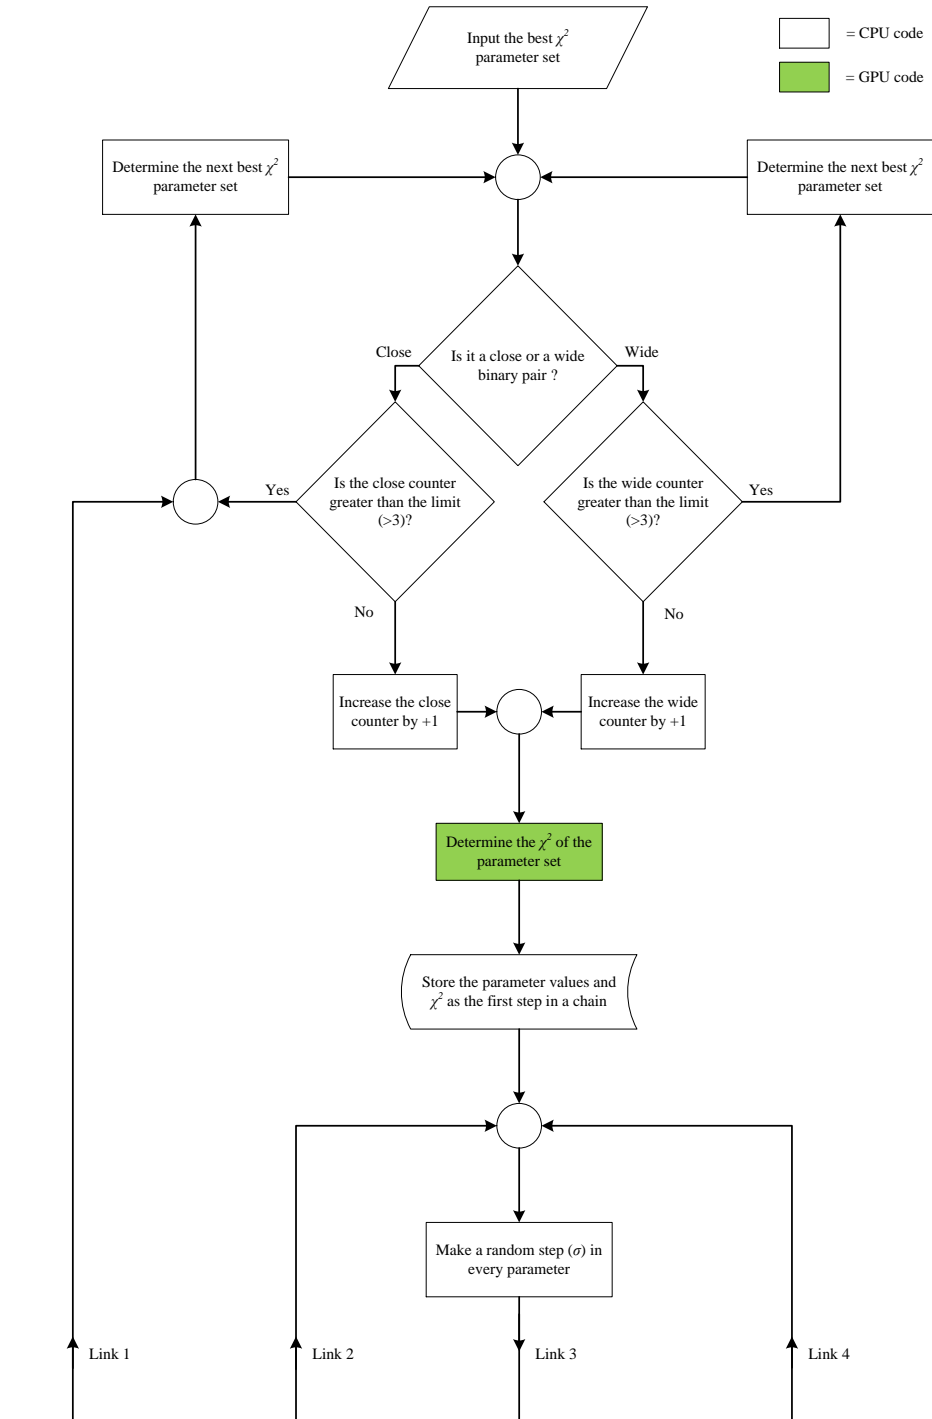 Input the best χ²
parameter set
= CPU code
= GPU code
Determine the next best χ²
parameter set
Determine the next best χ²
parameter set
Is it a close or a wide
binary pair ?
Close
Wide
Is the close counter
greater than the limit
(>3)?
Yes
Is the wide counter
greater than the limit
(>3)?
Yes
No
No
Increase the close
counter by +1
Increase the wide
counter by +1
Determine the χ² of the
parameter set
Store the parameter values and
χ² as the first step in a chain
Make a random step (σ) in
every parameter
Link 1
Link 2
Link 3
Link 4